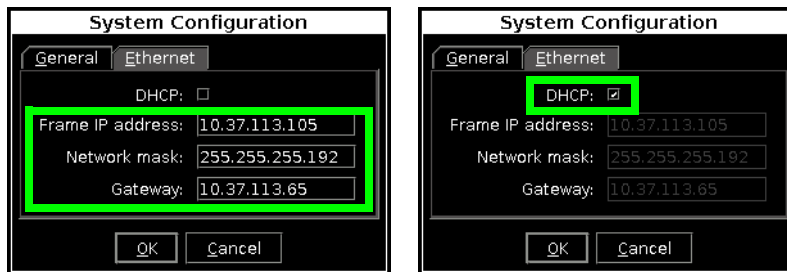 System Configuration
General Ethernet
DHCP:
Frame IP address: 10.37.113.105
Network mask: 255.255.255.192
Gateway: 10.37.113.65
OK Cancel
System Configuration
General Ethernet
DHCP:
Frame IP address: 10.37.113.105
Network mask: 255.255.255.192
Gateway: 10.37.113.65
OK Cancel